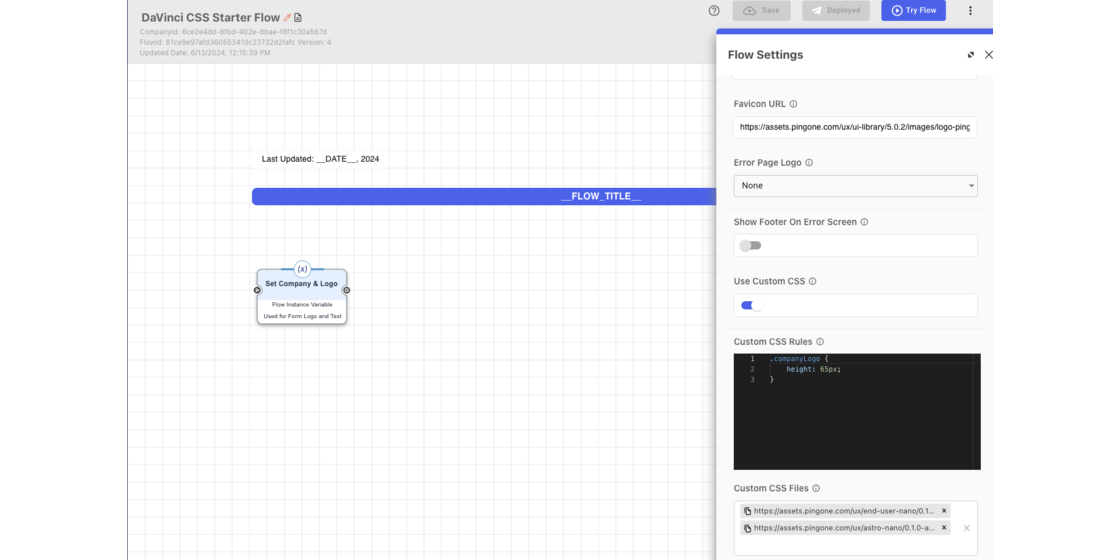 DaVinci CSS Starter Flow
CompanyId: 6ce2e4dd-8fbd-402e-8bae-f8f1c30a567d
FlowId: 81ce9e97afd36055341dc23732d2fafc Version: 4
Updated Date: 6/13/2024, 12:15:39 PM
Save
Deployed
Try Flow
Flow Settings
Favicon URL
https://assets.pingone.com/ux/ui-library/5.0.2/images/logo-ping
Error Page Logo
None
Show Footer On Error Screen
Use Custom CSS
Custom CSS Rules
1 .companyLogo {
2 height: 65px;
3 }
Custom CSS Files
https://assets.pingone.com/ux/end-user-nano/0.1...
https://assets.pingone.com/ux/astro-nano/0.1.0-a...
Last Updated: __DATE__, 2024
__FLOW_TITLE__
(x)
Set Company & Logo
Flow Instance Variable
Used for Form Logo and Text